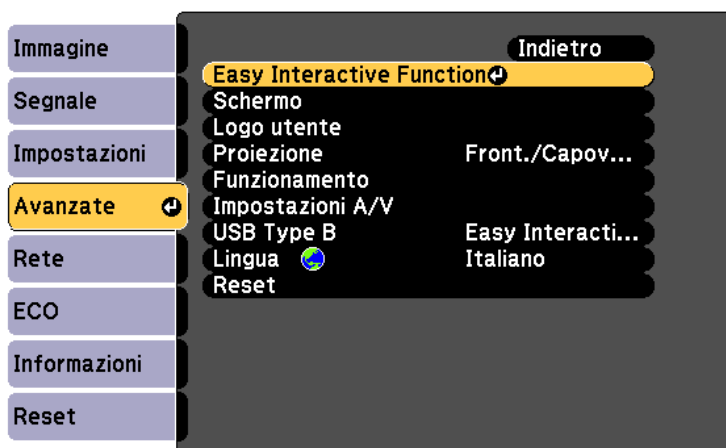 Immagine
Segnale
Impostazioni
Avanzate
Rete
ECO
Informazioni
Reset
Indietro
Easy Interactive Function
Schermo
Logo utente
Proiezione Front./Capov...
Funzionamento
Impostazioni A/V
USB Type B Easy Interacti...
Lingua Italiano
Reset